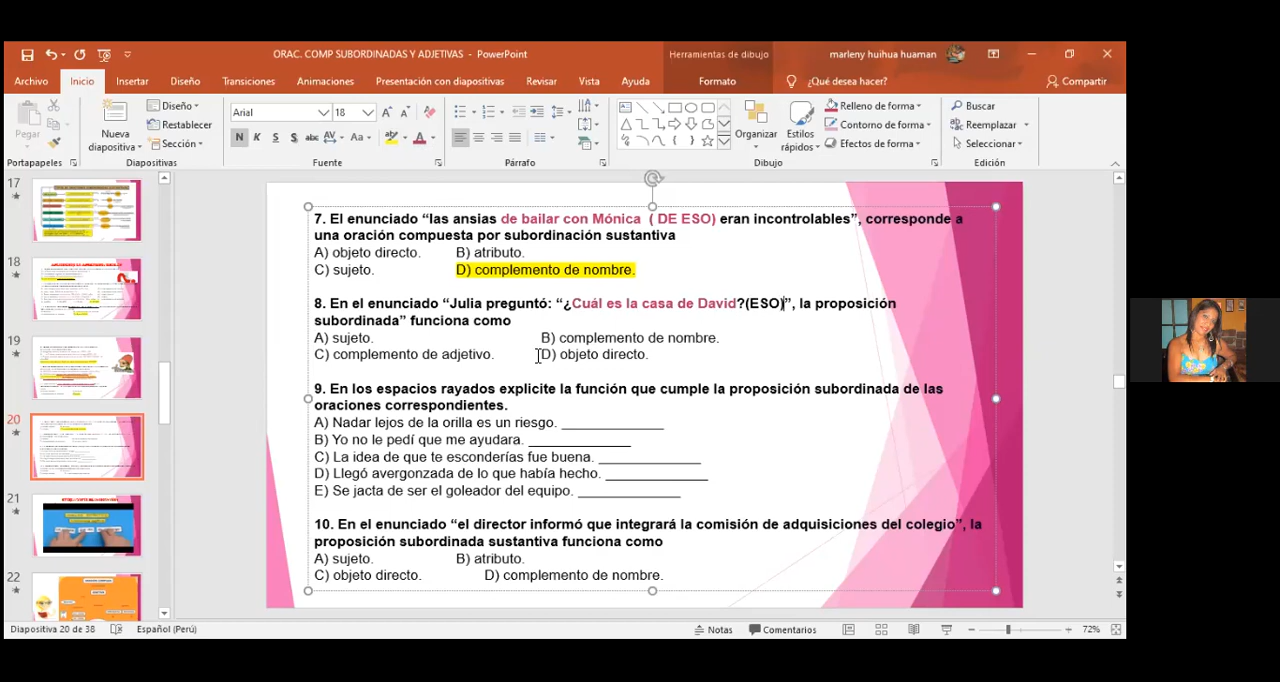 ORAC. COMP SUBORDINADAS Y ADJETIVAS - PowerPoint
Herramientas de dibujo
marleny huihua huaman
Archivo Inicio Insertar Diseño Transiciones Animaciones Presentación con diapositivas Revisar Vista Ayuda Formato ¿Qué desea hacer? Compartir
Pegar
Nueva diapositiva
Diseño
Restablecer
Sección
Arial 18
N K S S abc AV Aa A
Organizar
Estilos rápidos
Relleno de forma
Contorno de forma
Efectos de forma
Buscar
Reemplazar
Seleccionar
Portapapeles Diapositivas Fuente Párrafo Dibujo Edición
17
18
19
20
21
22
7. El enunciado “las ansias de bailar con Mónica ( DE ESO) eran incontrolables”, corresponde a
una oración compuesta por subordinación sustantiva
A) objeto directo. B) atributo.
C) sujeto. D) complemento de nombre.
8. En el enunciado “Julia preguntó: “¿Cuál es la casa de David?(ESO)”, la proposición
subordinada” funciona como
A) sujeto. B) complemento de nombre.
C) complemento de adjetivo. D) objeto directo.
9. En los espacios rayados explicite la función que cumple la proposición subordinada de las
oraciones correspondientes.
A) Nadar lejos de la orilla es un riesgo. ______________
B) Yo no le pedí que me ayudara. ______________
C) La idea de que te escondieras fue buena. ______________
D) Llegó avergonzada de lo que había hecho. ______________
E) Se jacta de ser el goleador del equipo. ______________
10. En el enunciado “el director informó que integrará la comisión de adquisiciones del colegio”, la
proposición subordinada sustantiva funciona como
A) sujeto. B) atributo.
C) objeto directo. D) complemento de nombre.
Diapositiva 20 de 38 Español (Perú) Notas Comentarios 72%